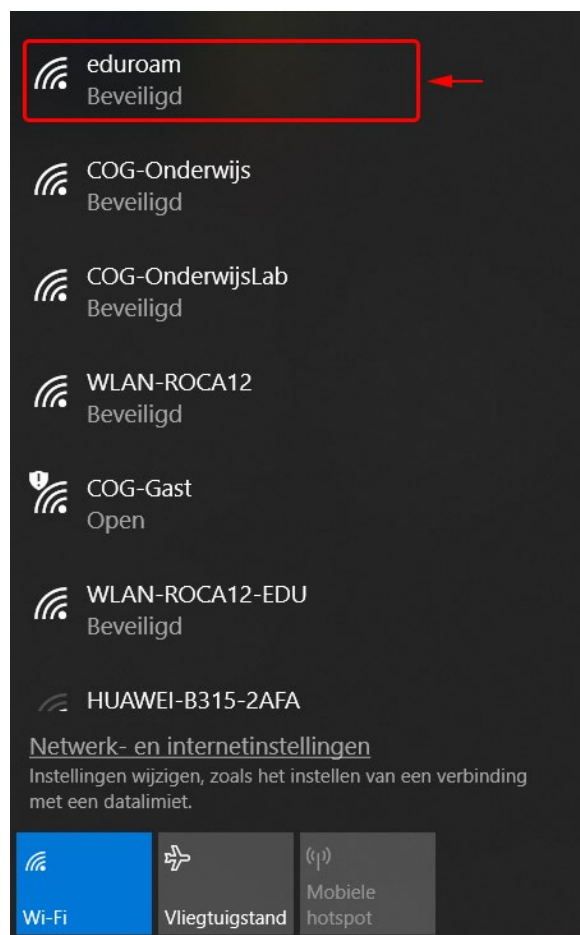 eduroam
Beveiligd
COG-Onderwijs
Beveiligd
COG-OnderwijsLab
Beveiligd
WLAN-ROCA12
Beveiligd
COG-Gast
Open
WLAN-ROCA12-EDU
Beveiligd
HUAWEI-B315-2AFA
Netwerk- en internetinstellingen
Instellingen wijzigen, zoals het instellen van een verbinding
met een datalimiet.
Wi-Fi
Vliegtuigstand
Mobiele
hotspot